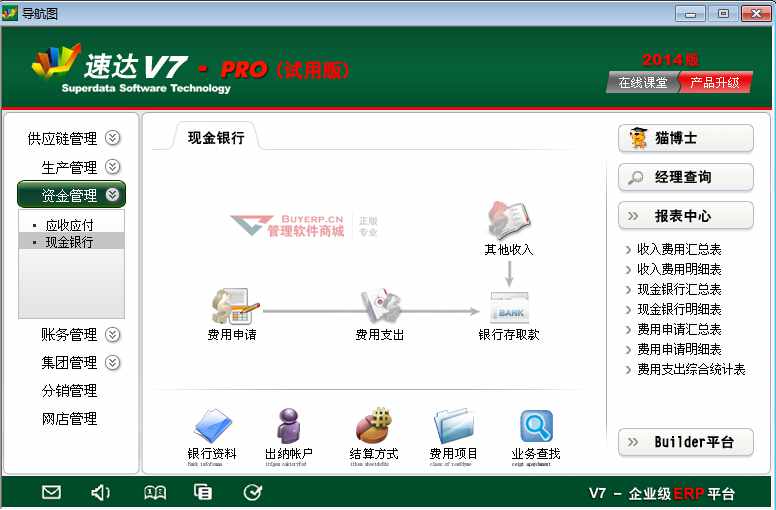 导航图
速达V7 - PRO（试用版）
Superdata Software Technology
2014版
在线课堂 产品升级
供应链管理
生产管理
资金管理
应收应付
现金银行
账务管理
集团管理
分销管理
网店管理
现金银行
BUYERP.CN
管理软件商城
正版
专业
其他收入
费用申请
费用支出
BANK
银行存取款
银行资料
出纳帐户
结算方式
费用项目
业务查找
猫博士
经理查询
报表中心
收入费用汇总表
收入费用明细表
现金银行汇总表
现金银行明细表
费用申请汇总表
费用申请明细表
费用支出综合统计表
Builder平台
V7 - 企业级ERP平台